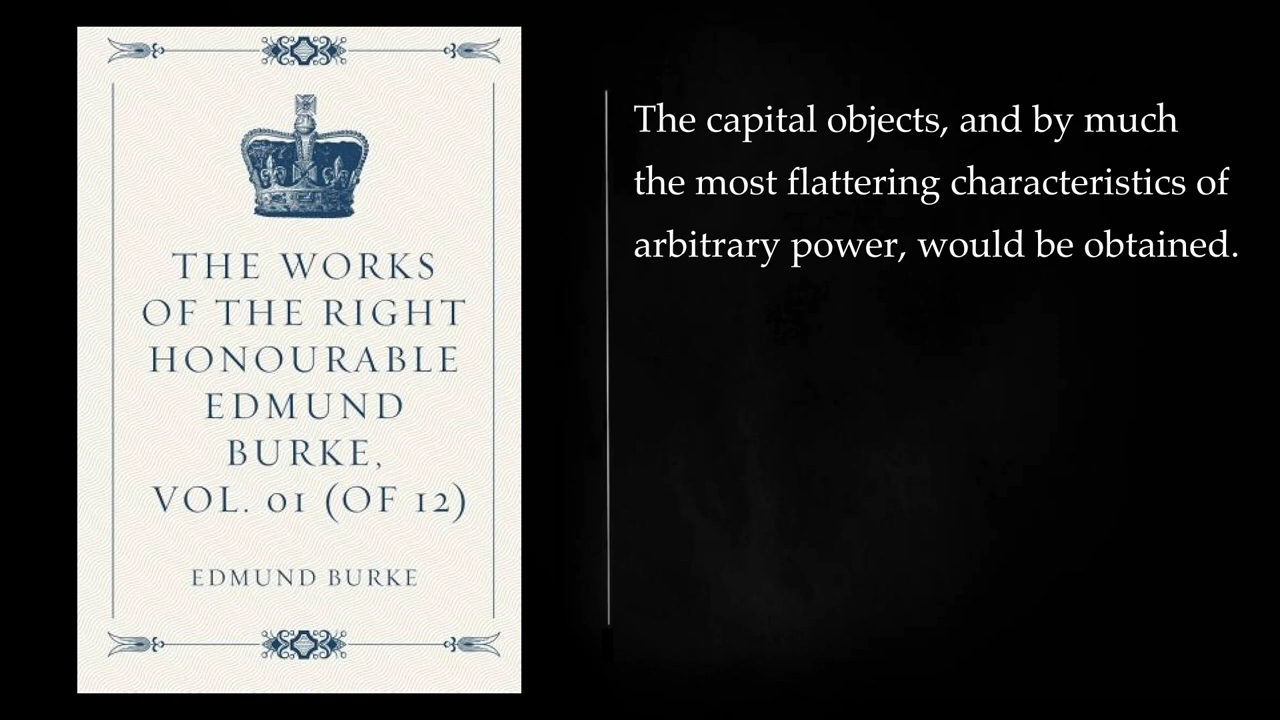 THE WORKS
OF THE RIGHT
HONOURABLE
EDMUND
BURKE,
VOL. 01 (OF 12)
EDMUND BURKE
The capital objects, and by much
the most flattering characteristics of
arbitrary power, would be obtained.